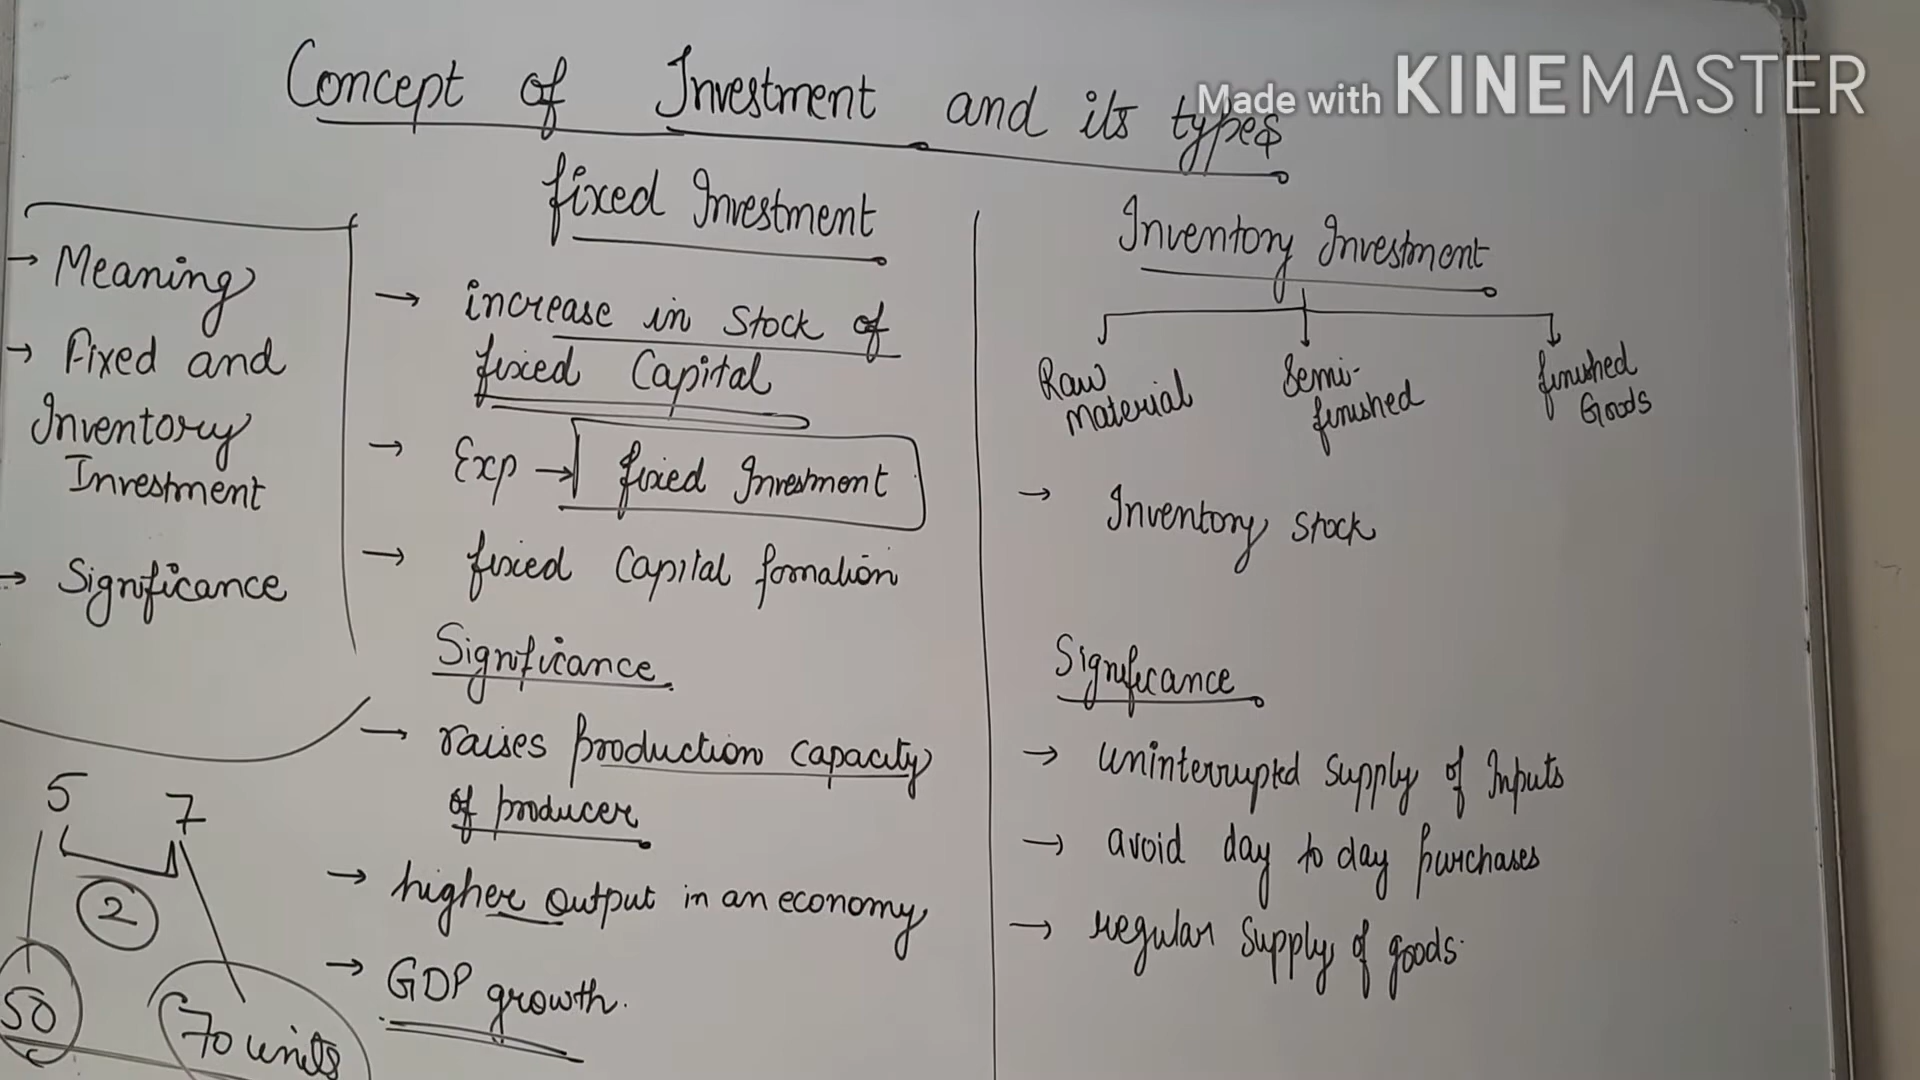 Concept of Investment and its types
Made with KINEMASTER
→ Meaning
→ Fixed and
Inventory
Investment
→ Significance
5 7
2
50 70 units
fixed Investment
→ increase in stock of
fixed Capital
→ Exp → fixed Investment
→ fixed Capital formation
Significance
→ raises production capacity
of producer
→ higher output in an economy
→ GDP growth.
Inventory Investment
Raw
Material
Semi-
finished
finished
Goods
→ Inventory stock
Significance
→ uninterrupted supply of Inputs
→ avoid day to day purchases
→ regular supply of goods.